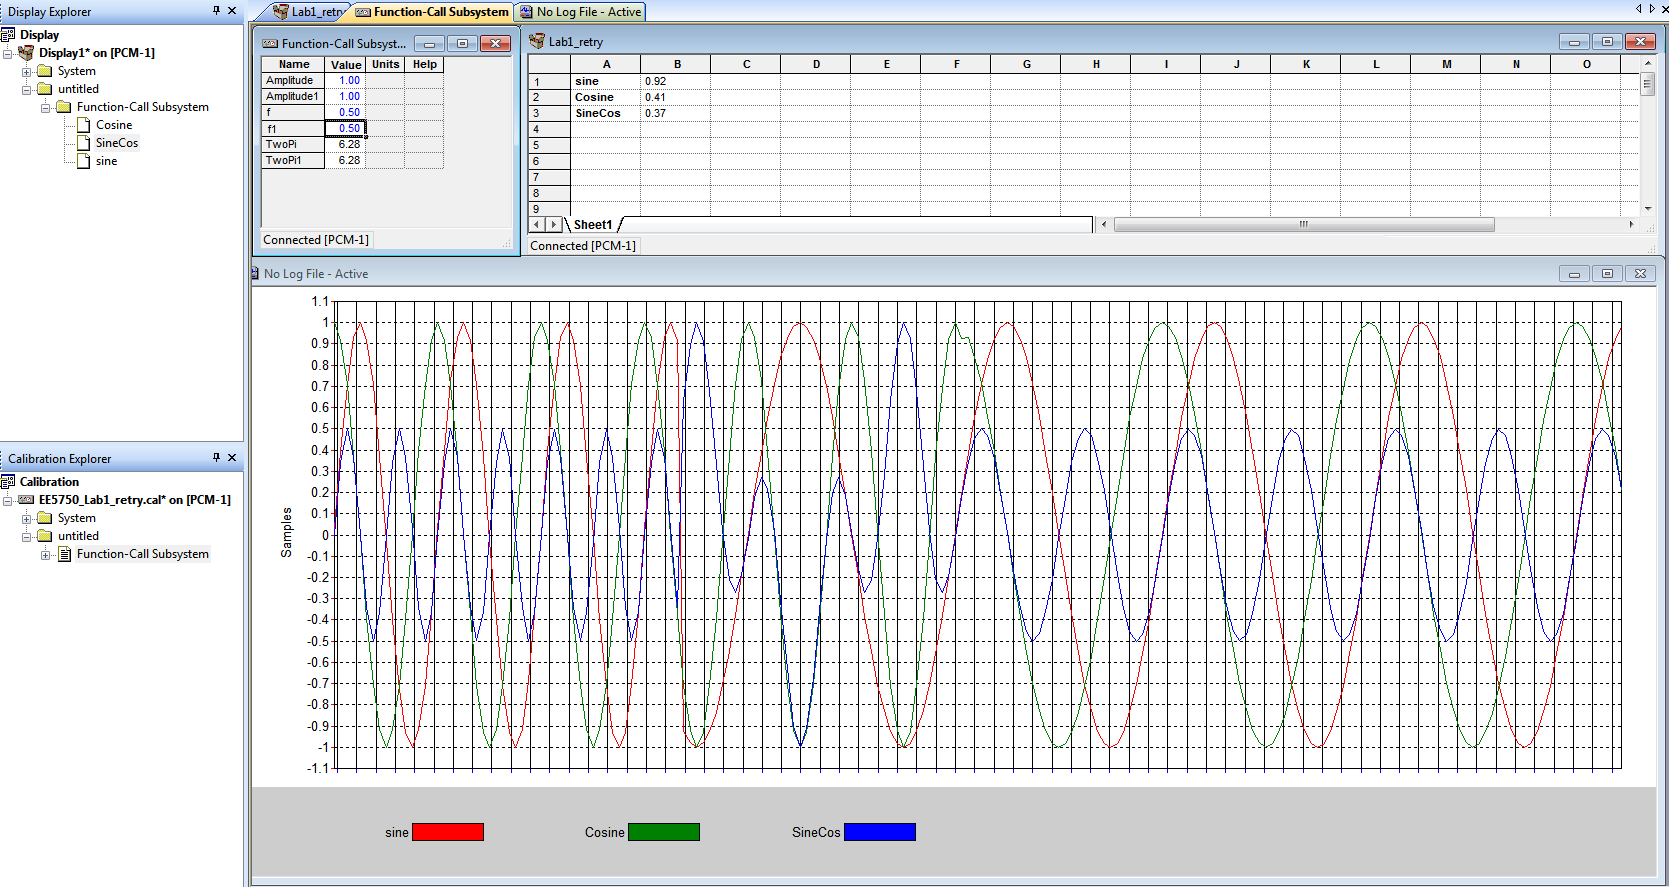 Display Explorer
Display
Display1* on [PCM-1]
System
untitled
Function-Call Subsystem
Cosine
SineCos
sine
Calibration Explorer
Calibration
EE5750_Lab1_retry.cal* on [PCM-1]
System
untitled
Function-Call Subsystem
Lab1_retry
Function-Call Subsystem
No Log File - Active
Function-Call Subsyst...
Name Value Units Help
Amplitude 1.00
Amplitude1 1.00
f 0.50
f1 0.50
TwoPi 6.28
TwoPi1 6.28
Connected [PCM-1]
Lab1_retry
A B C D E F G H I J K L M N O
1 sine 0.92
2 Cosine 0.41
3 SineCos 0.37
4
5
6
7
8
9
Sheet1
Connected [PCM-1]
No Log File - Active
1.1
1
0.9
0.8
0.7
0.6
0.5
0.4
0.3
0.2
0.1
0
-0.1
-0.2
-0.3
-0.4
-0.5
-0.6
-0.7
-0.8
-0.9
-1
-1.1
Samples
sine Cosine SineCos